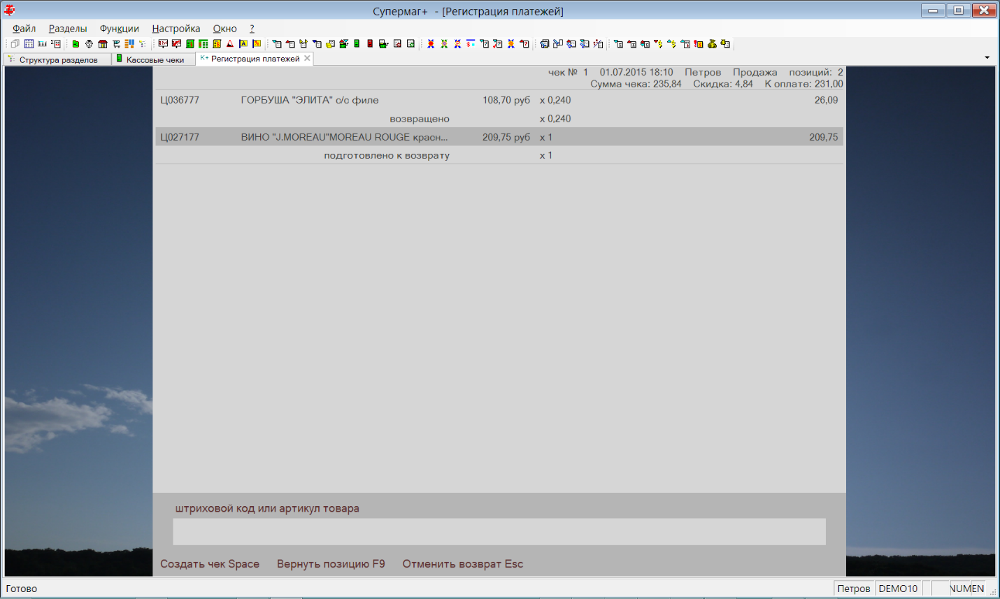 Супермаг+ - [Регистрация платежей]
Файл Разделы Функции Настройка Окно ?
Структура разделов Кассовые чеки К+ Регистрация платежей
чек № 1 01.07.2015 18:10 Петров Продажа позиций: 2
Сумма чека: 235,84 Скидка: 4,84 К оплате: 231,00
Ц036777 ГОРБУША "ЭЛИТА" с/с филе 108,70 руб x 0,240 26,09
возвращено x 0,240
Ц027177 ВИНО "J.MOREAU"MOREAU ROUGE красн... 209,75 руб x 1 209,75
подготовлено к возврату x 1
штриховой код или артикул товара
Создать чек Space Вернуть позицию F9 Отменить возврат Esc
Готово Петров DEMO10 NUM EN